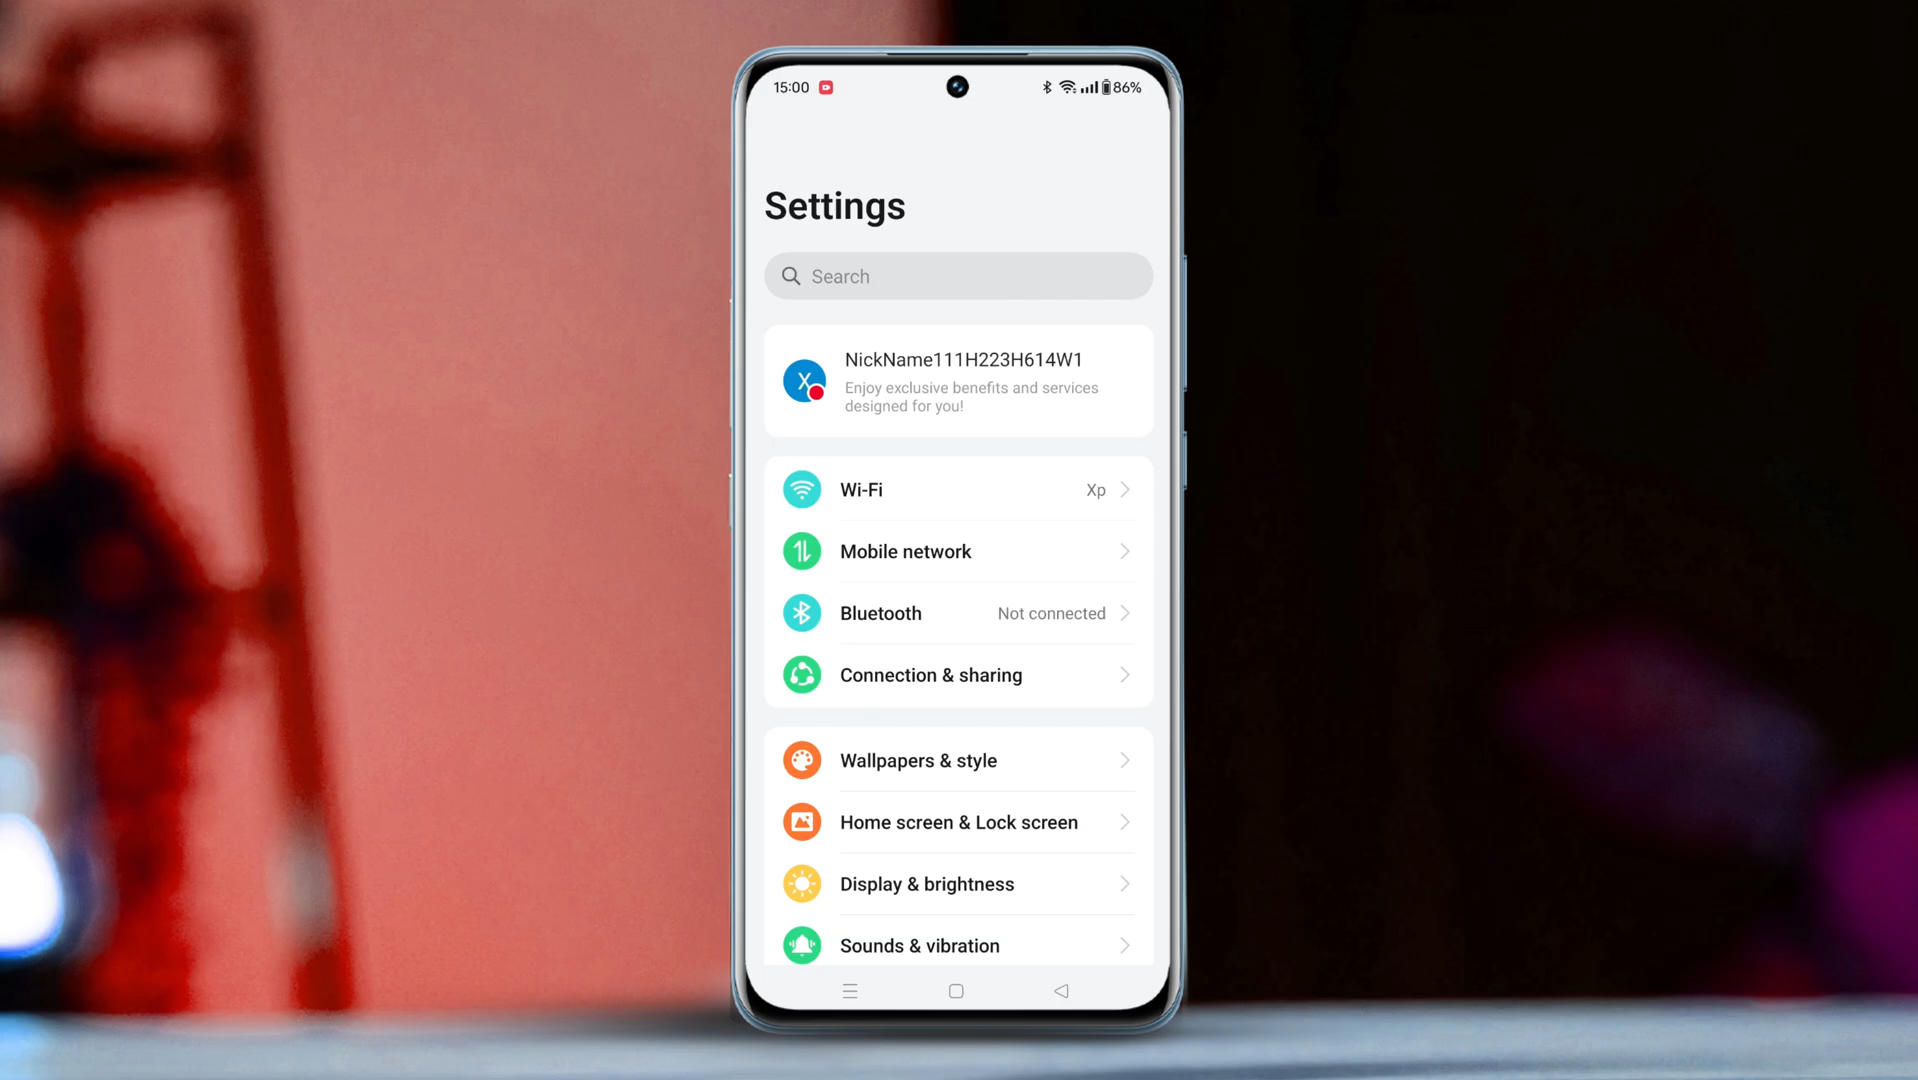 15:00 86%
Settings
Search
X
NickName111H223H614W1
Enjoy exclusive benefits and services
designed for you!
Wi-Fi Xp
Mobile network
Bluetooth Not connected
Connection & sharing
Wallpapers & style
Home screen & Lock screen
Display & brightness
Sounds & vibration